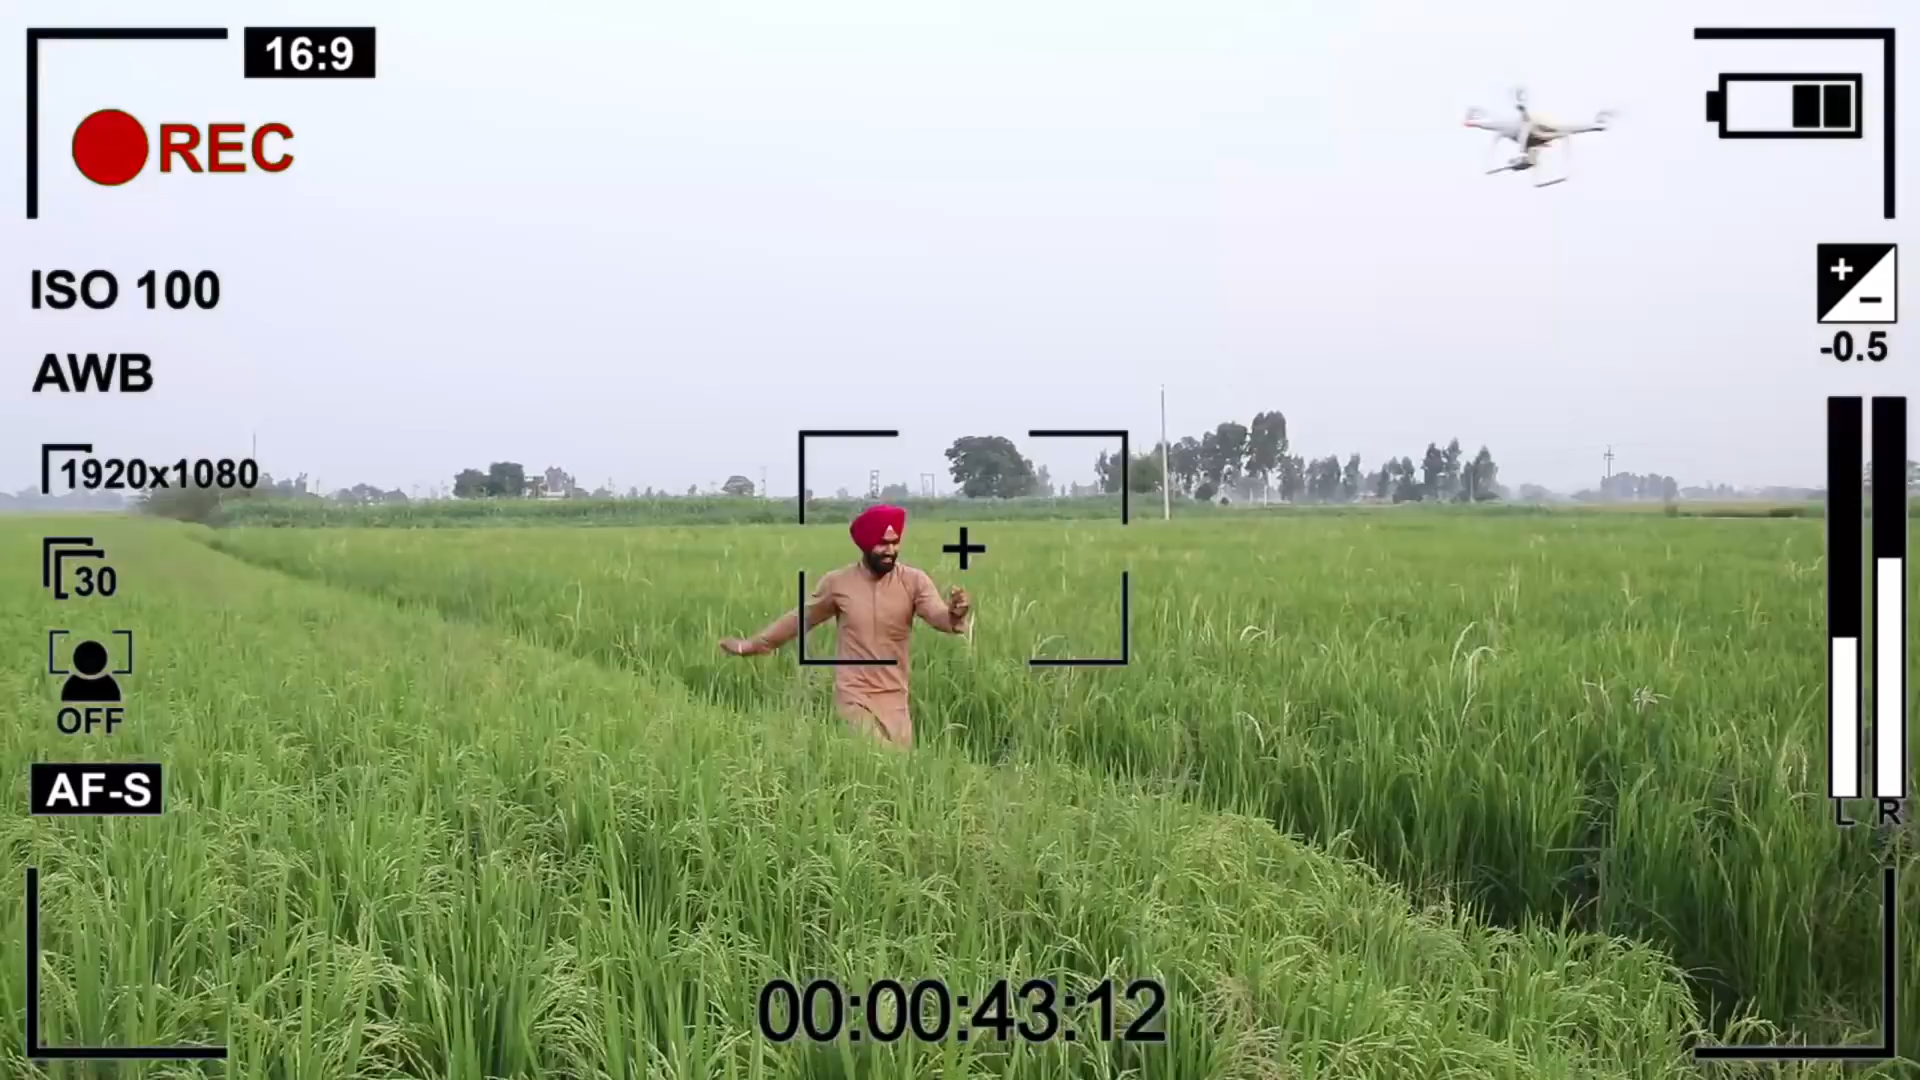 16:9
REC
ISO 100
AWB
-0.5
1920x1080
30
OFF
AF-S
L R
00:00:43:12